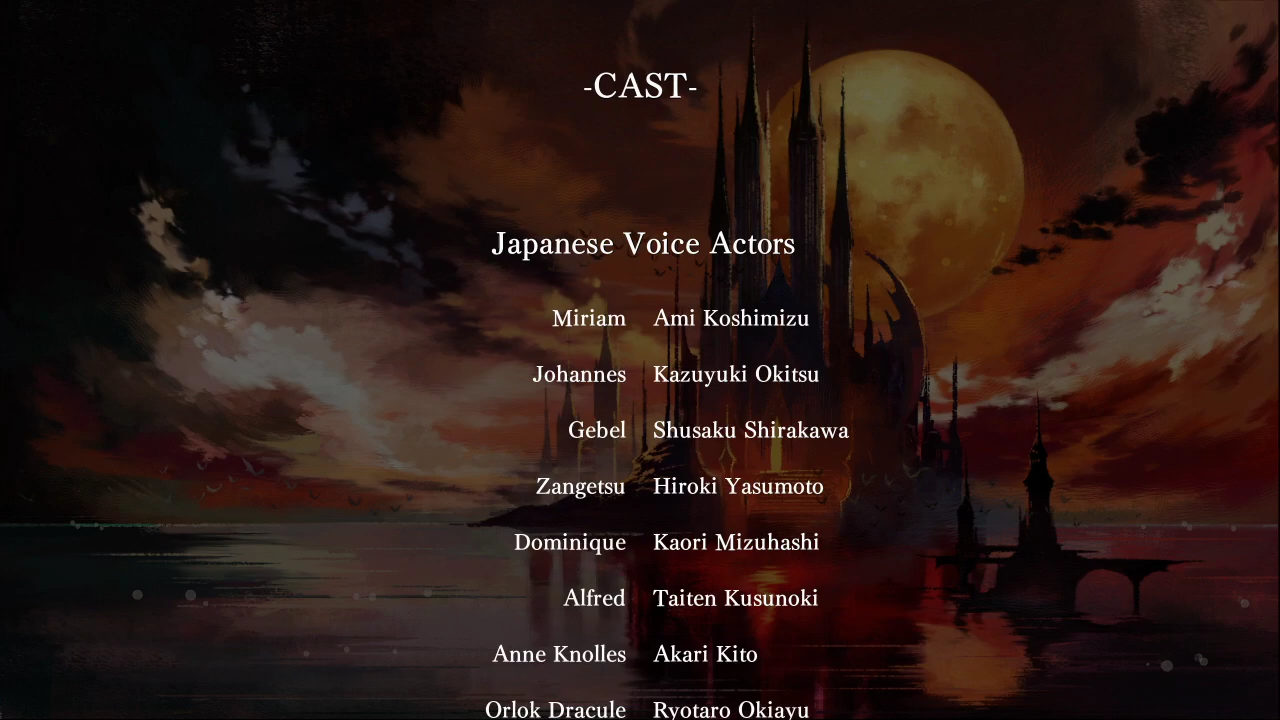 -CAST-
Japanese Voice Actors
Miriam Ami Koshimizu
Johannes Kazuyuki Okitsu
Gebel Shusaku Shirakawa
Zangetsu Hiroki Yasumoto
Dominique Kaori Mizuhashi
Alfred Taiten Kusunoki
Anne Knolles Akari Kito
Orlok Dracule Ryotaro Okiayu